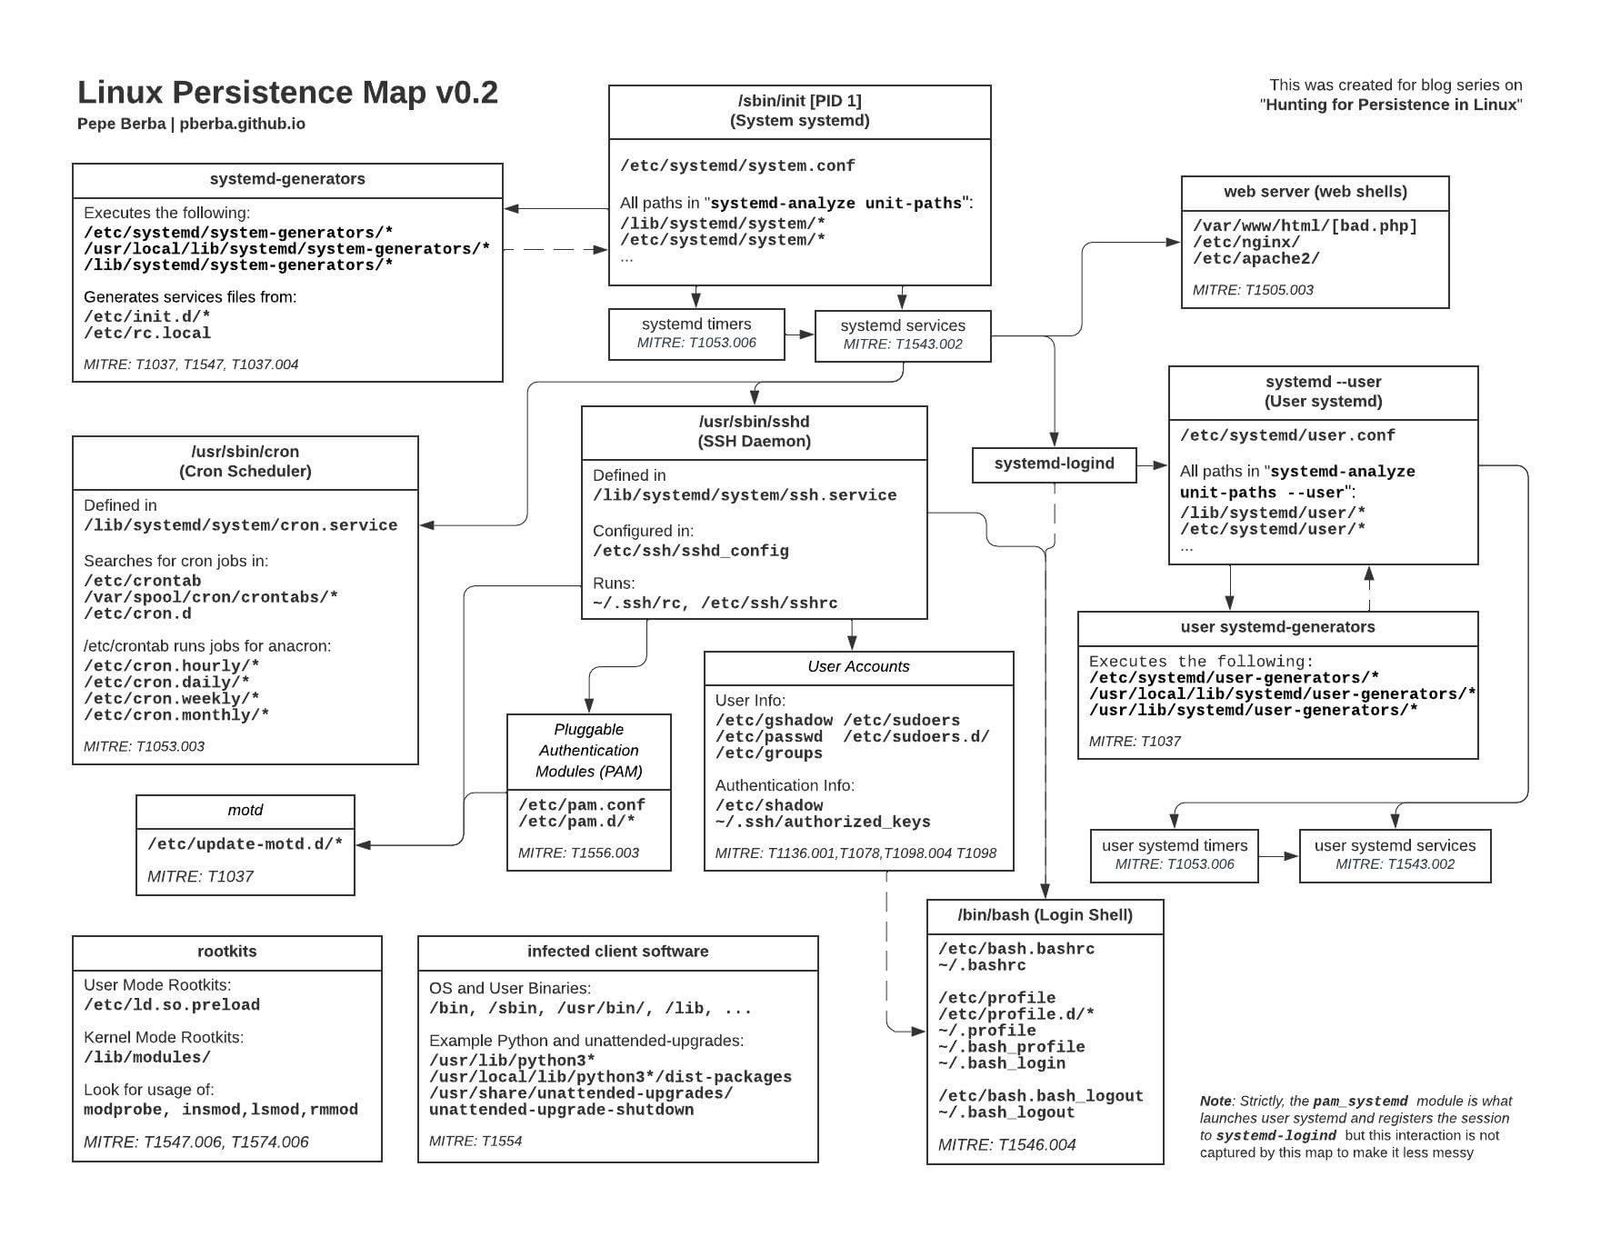 Linux Persistence Map v0.2
Pepe Berba | pberba.github.io
This was created for blog series on
"Hunting for Persistence in Linux"
/sbin/init [PID 1]
(System systemd)
/etc/systemd/system.conf
All paths in "systemd-analyze unit-paths":
/lib/systemd/system/*
/etc/systemd/system/*
...
systemd-generators
Executes the following:
/etc/systemd/system-generators/*
/usr/local/lib/systemd/system-generators/*
/lib/systemd/system-generators/*
Generates services files from:
/etc/init.d/*
/etc/rc.local
MITRE: T1037, T1547, T1037.004
web server (web shells)
/var/www/html/[bad.php]
/etc/nginx/
/etc/apache2/
MITRE: T1505.003
systemd timers
MITRE: T1053.006
systemd services
MITRE: T1543.002
/usr/sbin/cron
(Cron Scheduler)
Defined in
/lib/systemd/system/cron.service
Searches for cron jobs in:
/etc/crontab
/var/spool/cron/crontabs/*
/etc/cron.d
/etc/crontab runs jobs for anacron:
/etc/cron.hourly/*
/etc/cron.daily/*
/etc/cron.weekly/*
/etc/cron.monthly/*
MITRE: T1053.003
/usr/sbin/sshd
(SSH Daemon)
Defined in
/lib/systemd/system/ssh.service
Configured in:
/etc/ssh/sshd_config
Runs:
~/.ssh/rc, /etc/ssh/sshrc
systemd-logind
systemd --user
(User systemd)
/etc/systemd/user.conf
All paths in "systemd-analyze
unit-paths --user":
/lib/systemd/user/*
/etc/systemd/user/*
...
user systemd-generators
Executes the following:
/etc/systemd/user-generators/*
/usr/local/lib/systemd/user-generators/*
/usr/lib/systemd/user-generators/*
MITRE: T1037
User Accounts
User Info:
/etc/gshadow /etc/sudoers
/etc/passwd /etc/sudoers.d/
/etc/groups
Authentication Info:
/etc/shadow
~/.ssh/authorized_keys
MITRE: T1136.001,T1078,T1098.004 T1098
Pluggable
Authentication
Modules (PAM)
/etc/pam.conf
/etc/pam.d/*
MITRE: T1556.003
motd
/etc/update-motd.d/*
MITRE: T1037
user systemd timers
MITRE: T1053.006
user systemd services
MITRE: T1543.002
rootkits
User Mode Rootkits:
/etc/ld.so.preload
Kernel Mode Rootkits:
/lib/modules/
Look for usage of:
modprobe, insmod,lsmod,rmmod
MITRE: T1547.006, T1574.006
infected client software
OS and User Binaries:
/bin, /sbin, /usr/bin/, /lib, ...
Example Python and unattended-upgrades:
/usr/lib/python3*
/usr/local/lib/python3*/dist-packages
/usr/share/unattended-upgrades/
unattended-upgrade-shutdown
MITRE: T1554
/bin/bash (Login Shell)
/etc/bash.bashrc
~/.bashrc
/etc/profile
/etc/profile.d/*
~/.profile
~/.bash_profile
~/.bash_login
/etc/bash.bash_logout
~/.bash_logout
MITRE: T1546.004
Note: Strictly, the pam_systemd module is what
launches user systemd and registers the session
to systemd-logind but this interaction is not
captured by this map to make it less messy